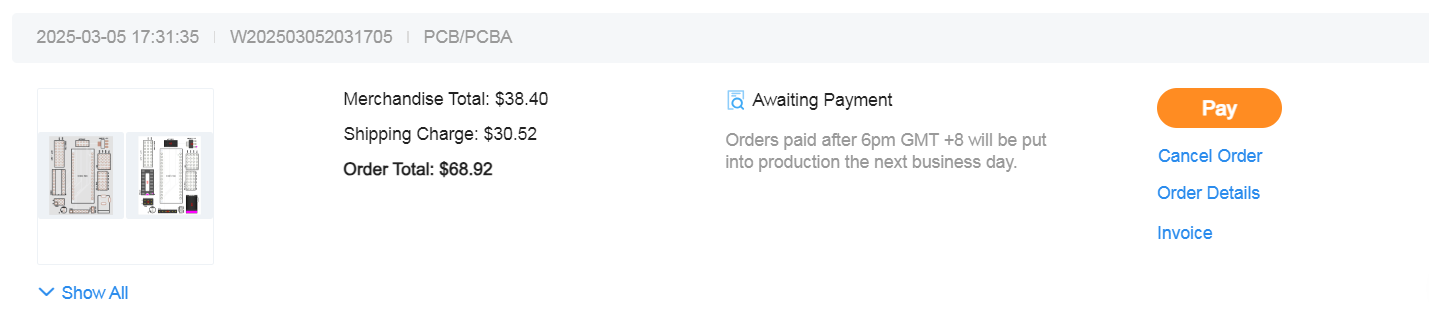 2025-03-05 17:31:35 | W202503052031705 | PCB/PCBA
Merchandise Total: $38.40
Shipping Charge: $30.52
Order Total: $68.92
Awaiting Payment
Orders paid after 6pm GMT +8 will be put
into production the next business day.
Pay
Cancel Order
Order Details
Invoice
Show All